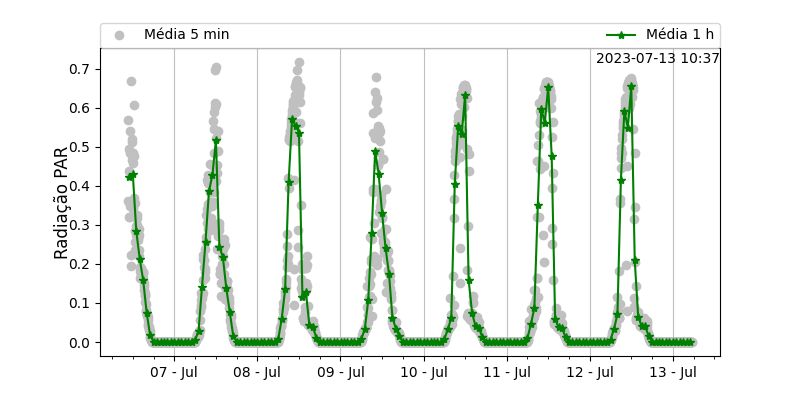 Média 5 min
Média 1 h
2023-07-13 10:37
Radiação PAR
0.7
0.6
0.5
0.4
0.3
0.2
0.1
0.0
07 - Jul
08 - Jul
09 - Jul
10 - Jul
11 - Jul
12 - Jul
13 - Jul